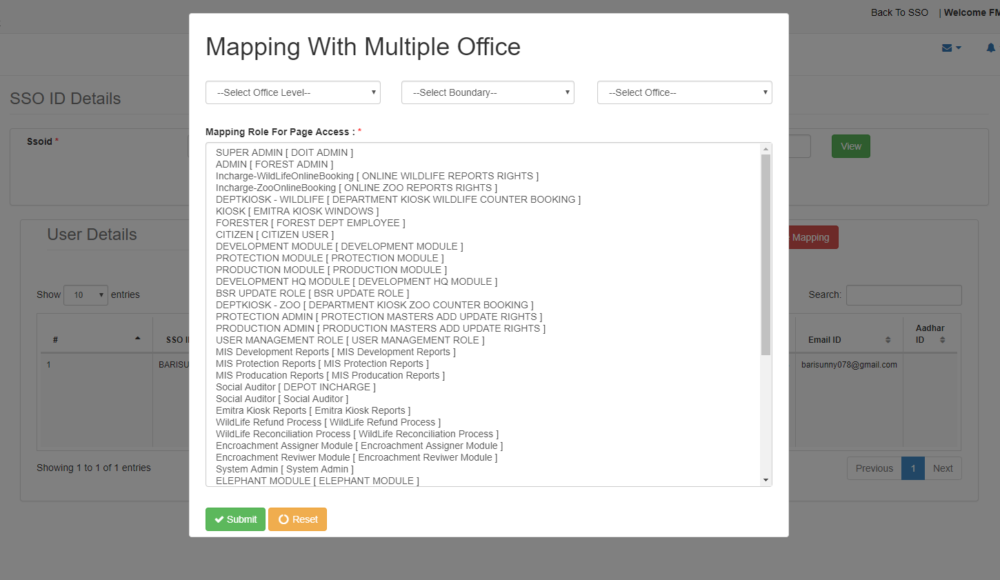 Back To SSO | Welcome FM
Mapping With Multiple Office
--Select Office Level--
--Select Boundary--
--Select Office--
SSO ID Details
Mapping Role For Page Access : *
Ssoid *
View
SUPER ADMIN [ DOIT ADMIN ]
ADMIN [ FOREST ADMIN ]
Incharge-WildLifeOnlineBooking [ ONLINE WILDLIFE REPORTS RIGHTS ]
Incharge-ZooOnlineBooking [ ONLINE ZOO REPORTS RIGHTS ]
DEPTKIOSK - WILDLIFE [ DEPARTMENT KIOSK WILDLIFE COUNTER BOOKING ]
KIOSK [ EMITRA KIOSK WINDOWS ]
FORESTER [ FOREST DEPT EMPLOYEE ]
CITIZEN [ CITIZEN USER ]
DEVELOPMENT MODULE [ DEVELOPMENT MODULE ]
PROTECTION MODULE [ PROTECTION MODULE ]
PRODUCTION MODULE [ PRODUCTION MODULE ]
DEVELOPMENT HQ MODULE [ DEVELOPMENT HQ MODULE ]
BSR UPDATE ROLE [ BSR UPDATE ROLE ]
DEPTKIOSK - ZOO [ DEPARTMENT KIOSK ZOO COUNTER BOOKING ]
PROTECTION ADMIN [ PROTECTION MASTERS ADD UPDATE RIGHTS ]
PRODUCTION ADMIN [ PRODUCTION MASTERS ADD UPDATE RIGHTS ]
USER MANAGEMENT ROLE [ USER MANAGEMENT ROLE ]
MIS Development Reports [ MIS Development Reports ]
MIS Protection Reports [ MIS Protection Reports ]
MIS Producation Reports [ MIS Producation Reports ]
Social Auditor [ DEPOT INCHARGE ]
Social Auditor [ Social Auditor ]
Emitra Kiosk Reports [ Emitra Kiosk Reports ]
WildLife Refund Process [ WildLife Refund Process ]
WildLife Reconciliation Process [ WildLife Reconciliation Process ]
Encroachment Assigner Module [ Encroachment Assigner Module ]
Encroachment Reviwer Module [ Encroachment Reviwer Module ]
System Admin [ System Admin ]
ELEPHANT MODULE [ ELEPHANT MODULE ]
Submit
Reset
User Details
Mapping
Show 10 entries
Search:
# SSO I Email ID Aadhar
ID
1 BARISU barisunny078@gmail.com
Showing 1 to 1 of 1 entries
Previous 1 Next